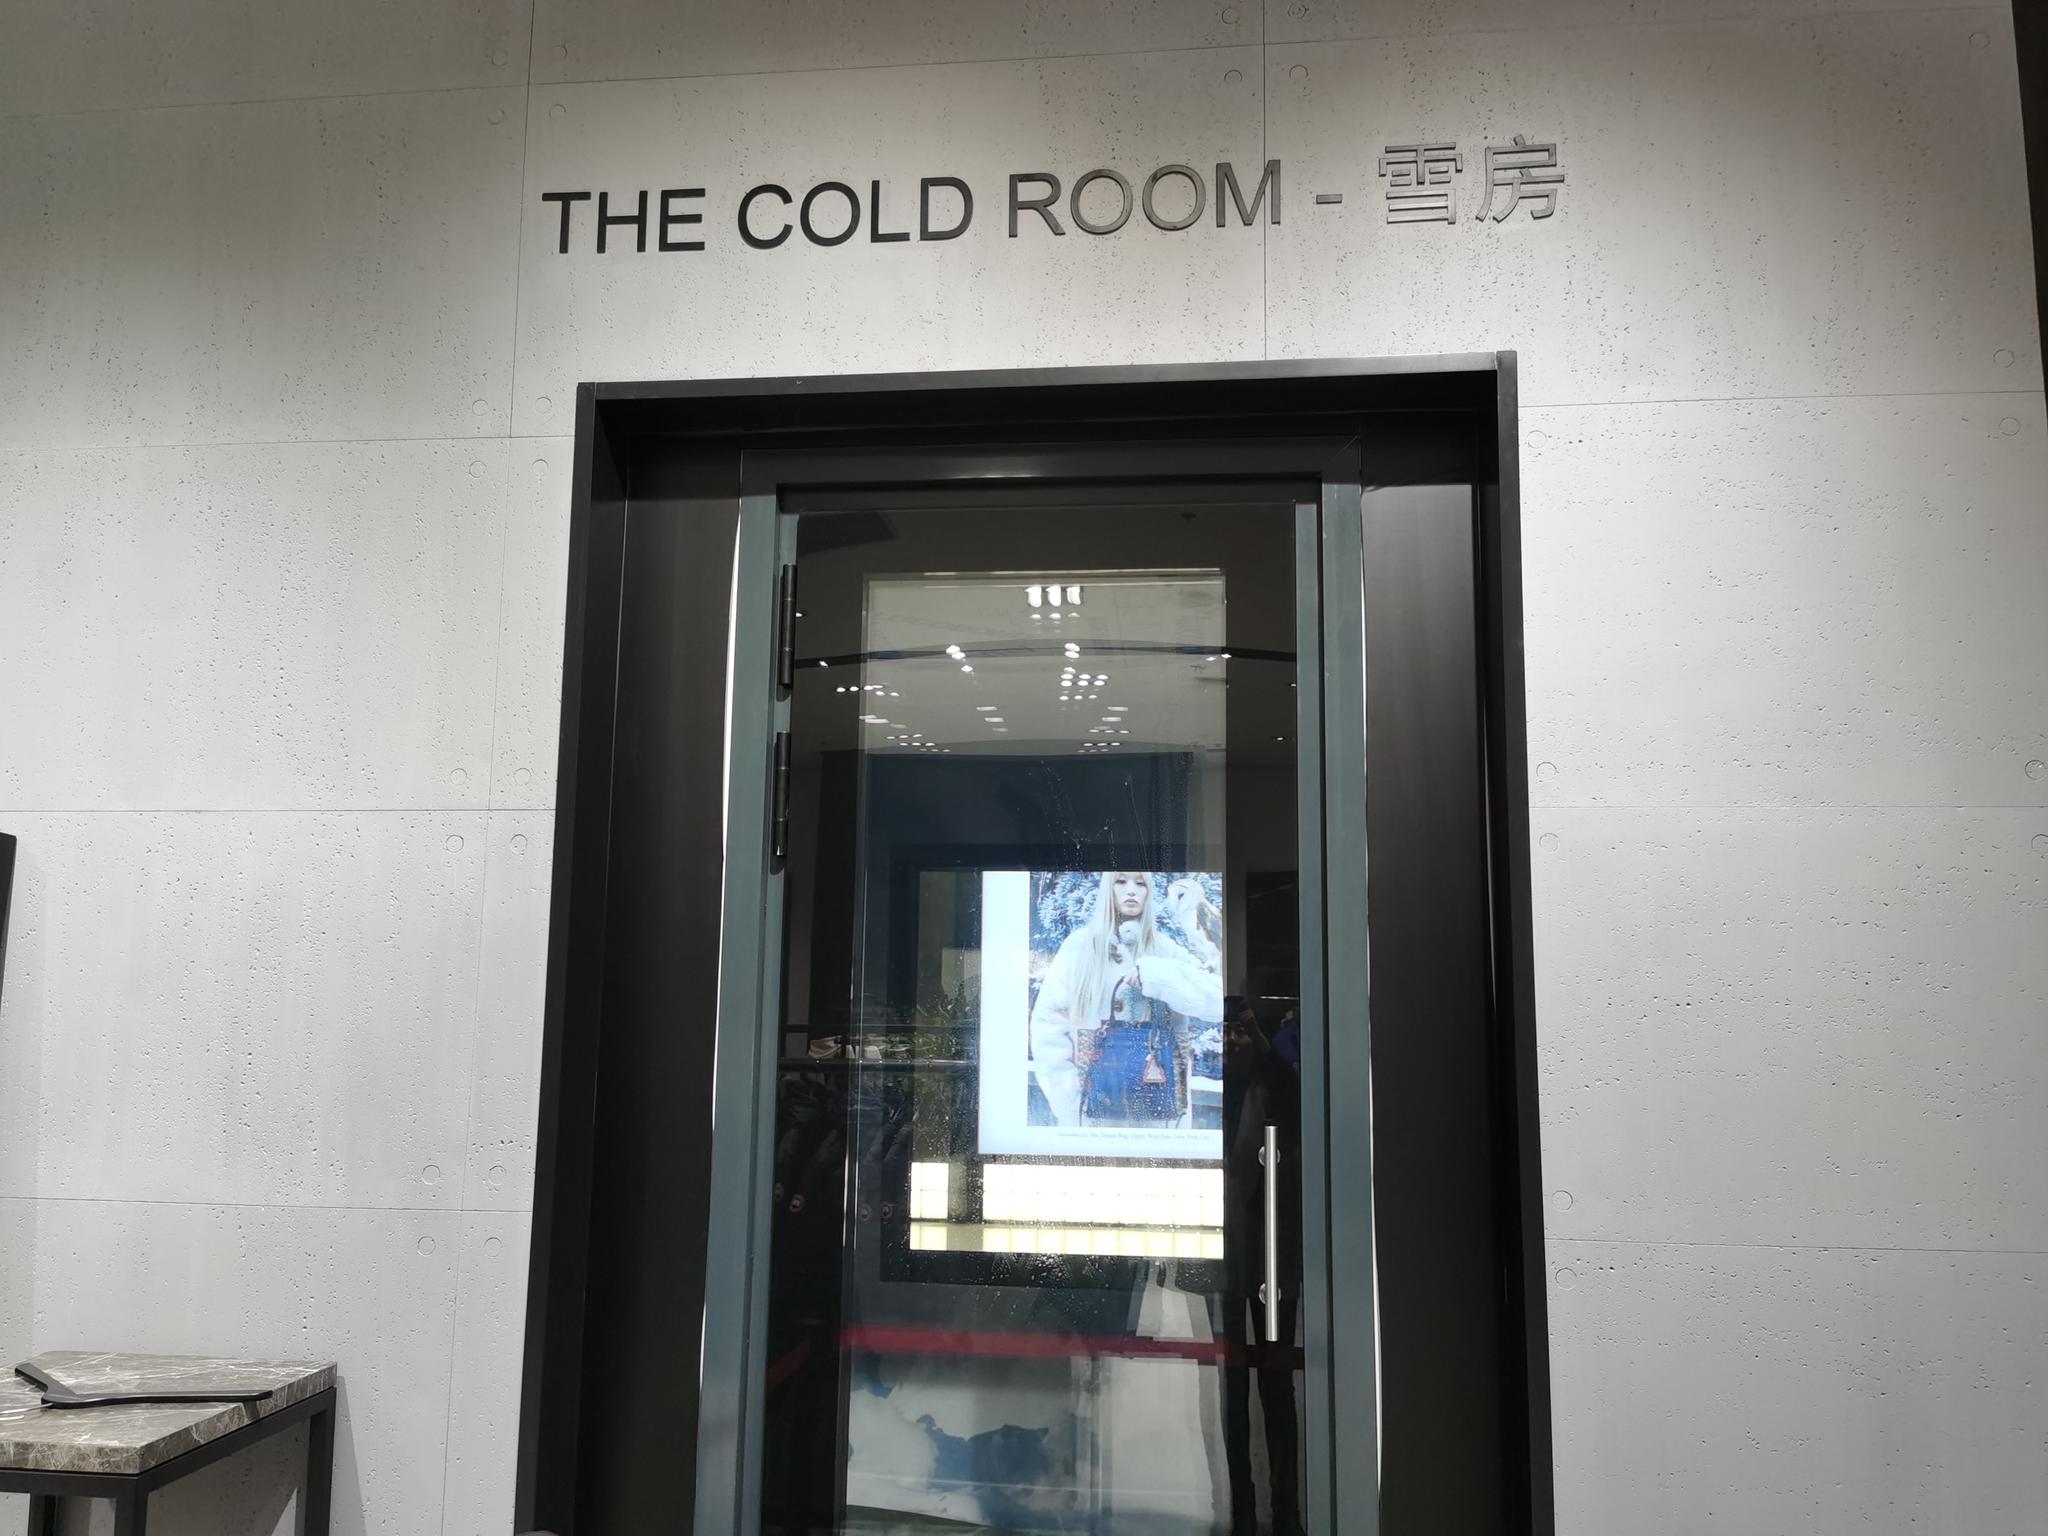 THE COLD ROOM - 雪房